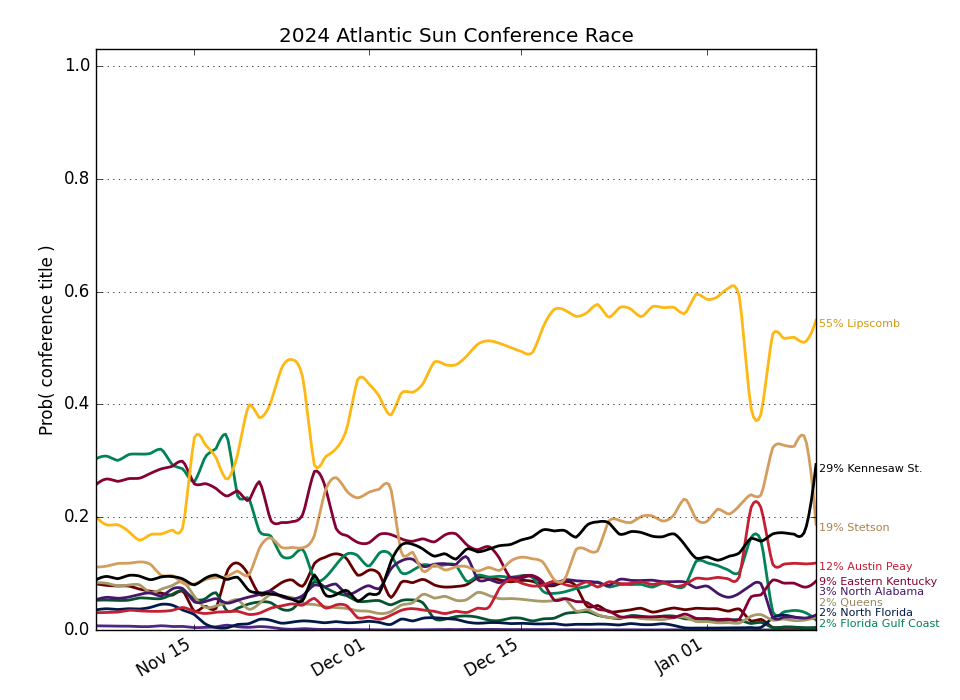 2024 Atlantic Sun Conference Race
Prob( conference title )
1.0
0.8
0.6
0.4
0.2
0.0
Nov 15
Dec 01
Dec 15
Jan 01
55% Lipscomb
29% Kennesaw St.
19% Stetson
12% Austin Peay
9% Eastern Kentucky
3% North Alabama
2% Queens
2% North Florida
2% Florida Gulf Coast